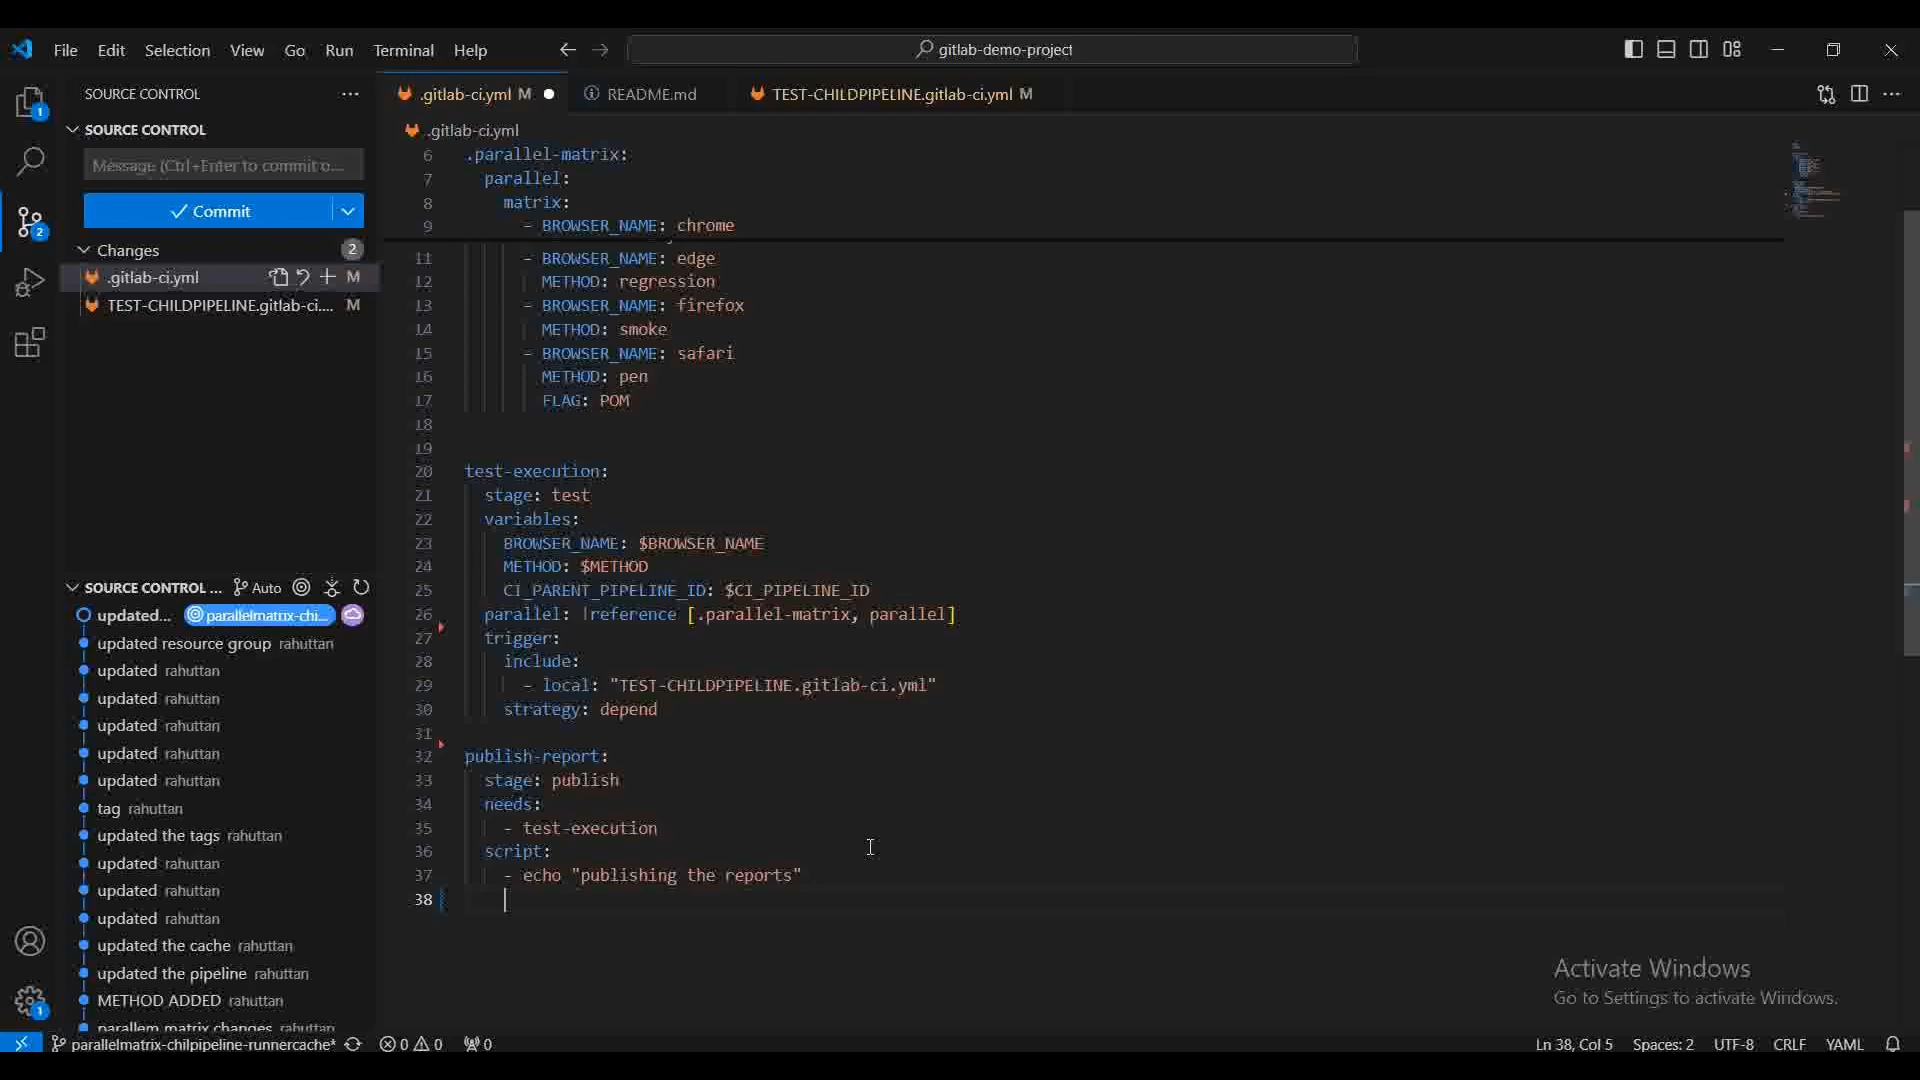 File Edit Selection View Go Run Terminal Help
gitlab-demo-project
SOURCE CONTROL
.gitlab-ci.yml M
README.md
TEST-CHILDPIPELINE.gitlab-ci.yml M
SOURCE CONTROL
Message (Ctrl+Enter to commit o...
Commit
Changes 2
.gitlab-ci.yml M
TEST-CHILDPIPELINE.gitlab-ci.... M
1
2
1
SOURCE CONTROL ... Auto
updated... parallelmatrix-chi...
updated resource group rahuttan
updated rahuttan
updated rahuttan
updated rahuttan
updated rahuttan
updated rahuttan
tag rahuttan
updated the tags rahuttan
updated rahuttan
updated rahuttan
updated rahuttan
updated the cache rahuttan
updated the pipeline rahuttan
METHOD ADDED rahuttan
parallem matrix changes rahuttan
.gitlab-ci.yml
6 .parallel-matrix:
7 parallel:
8 matrix:
9 - BROWSER_NAME: chrome
11 - BROWSER_NAME: edge
12 METHOD: regression
13 - BROWSER_NAME: firefox
14 METHOD: smoke
15 - BROWSER_NAME: safari
16 METHOD: pen
17 FLAG: POM
18
19
20 test-execution:
21 stage: test
22 variables:
23 BROWSER_NAME: $BROWSER_NAME
24 METHOD: $METHOD
25 CI_PARENT_PIPELINE_ID: $CI_PIPELINE_ID
26 parallel: !reference [.parallel-matrix, parallel]
27 trigger:
28 include:
29 - local: "TEST-CHILDPIPELINE.gitlab-ci.yml"
30 strategy: depend
31
32 publish-report:
33 stage: publish
34 needs:
35 - test-execution
36 script:
37 - echo "publishing the reports"
38
Activate Windows
Go to Settings to activate Windows.
parallelmatrix-chilpipeline-runnercache* 0 0 0
Ln 38, Col 5 Spaces: 2 UTF-8 CRLF YAML